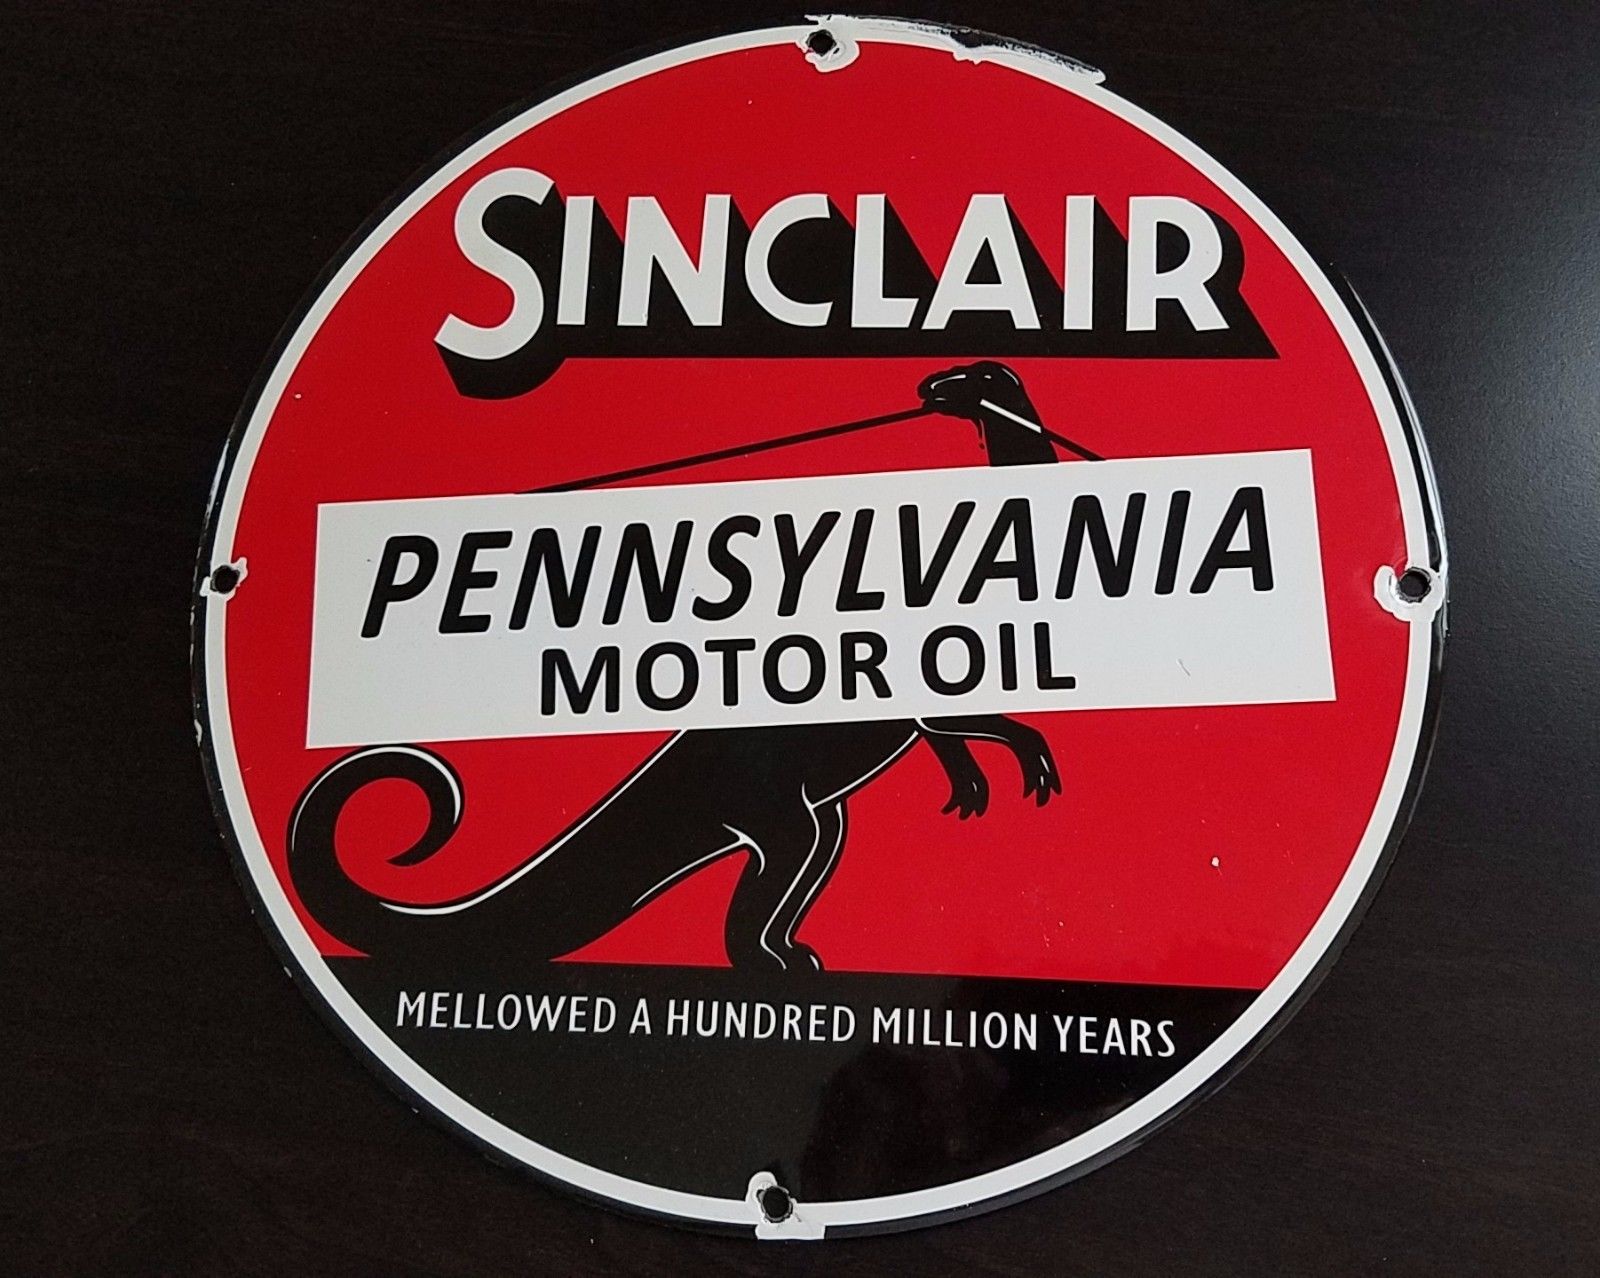 SINCLAIR
PENNSYLVANIA
MOTOR OIL
MELLOWED A HUNDRED MILLION YEARS